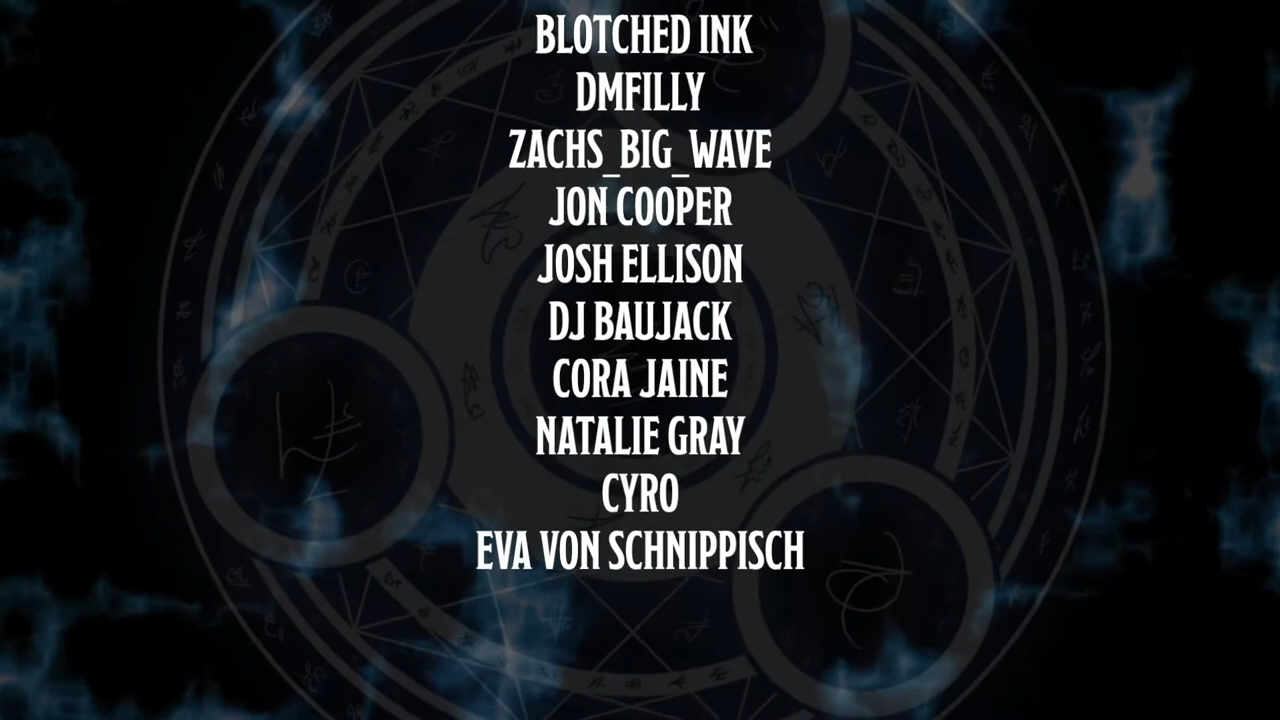 BLOTCHED INK
DMFILLY
ZACHS_BIG_WAVE
JON COOPER
JOSH ELLISON
DJ BAUJACK
CORA JAINE
NATALIE GRAY
CYRO
EVA VON SCHNIPPISCH